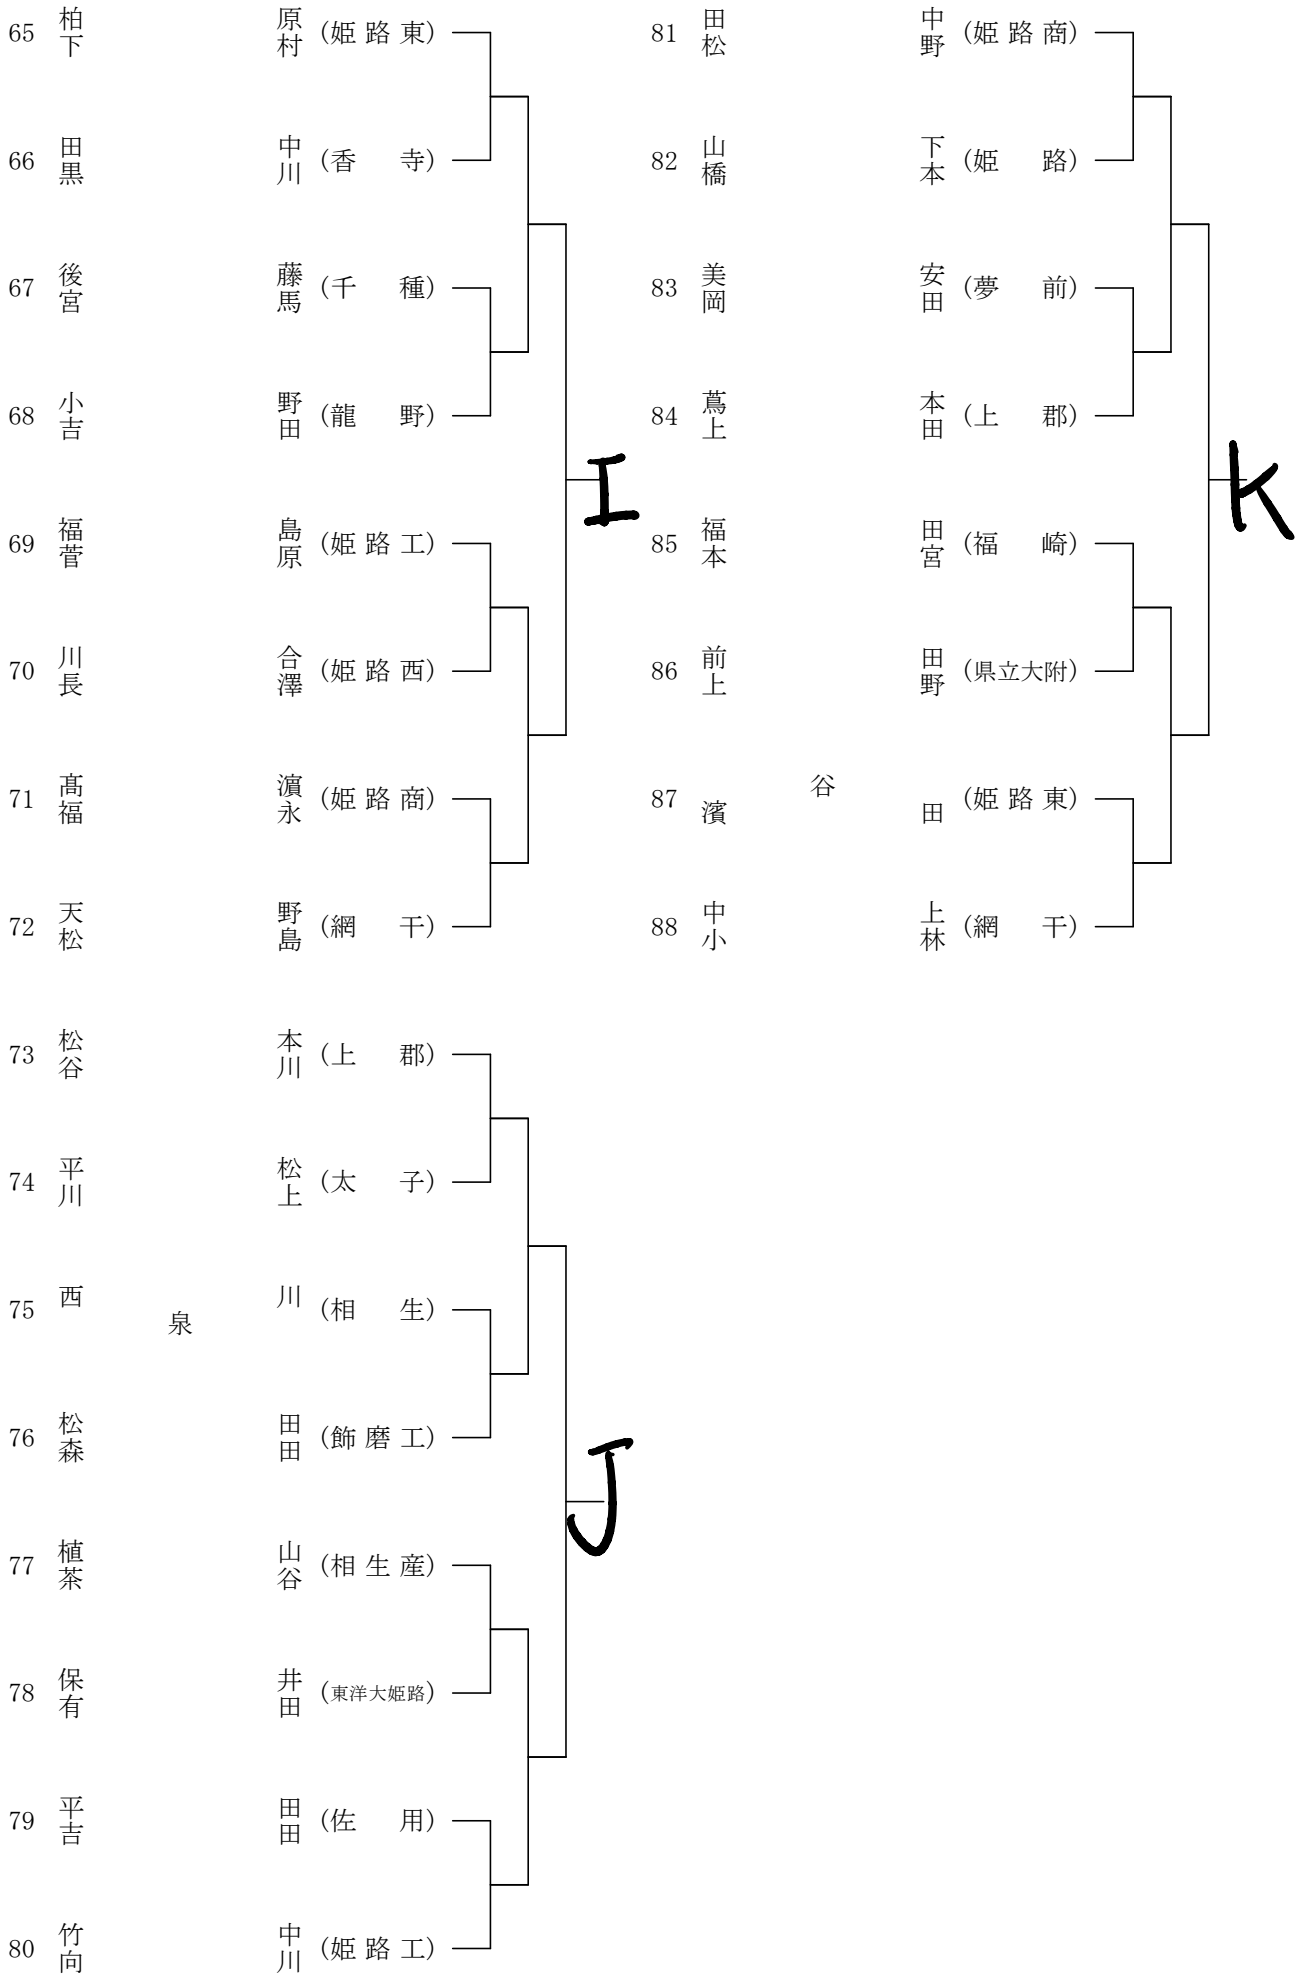 65 柏原 (姫路東)
下村
66 田中 (香寺)
黒川
67 後藤 (千種)
宮馬
68 小野 (龍野)
吉田
I
69 福島 (姫路工)
菅原
70 川合 (姫路西)
長澤
71 髙濵 (姫路商)
福永
72 天野 (網干)
松島
73 松本 (上郡)
谷川
74 平松 (太子)
川上
75 西川 (相生)
泉
76 松田 (飾磨工)
森田
J
77 植山 (相生産)
茶谷
78 保井 (東洋大姫路)
有田
79 平田 (佐用)
吉田
80 竹中 (姫路工)
向川
81 田中 (姫路商)
松野
82 山下 (姫路)
橋本
83 美安 (夢前)
岡田
84 蔦本 (上郡)
上田
K
85 福田 (福崎)
本宮
86 前田 (県立大附)
上野
87 谷 (姫路東)
濱田
88 中上 (網干)
小林